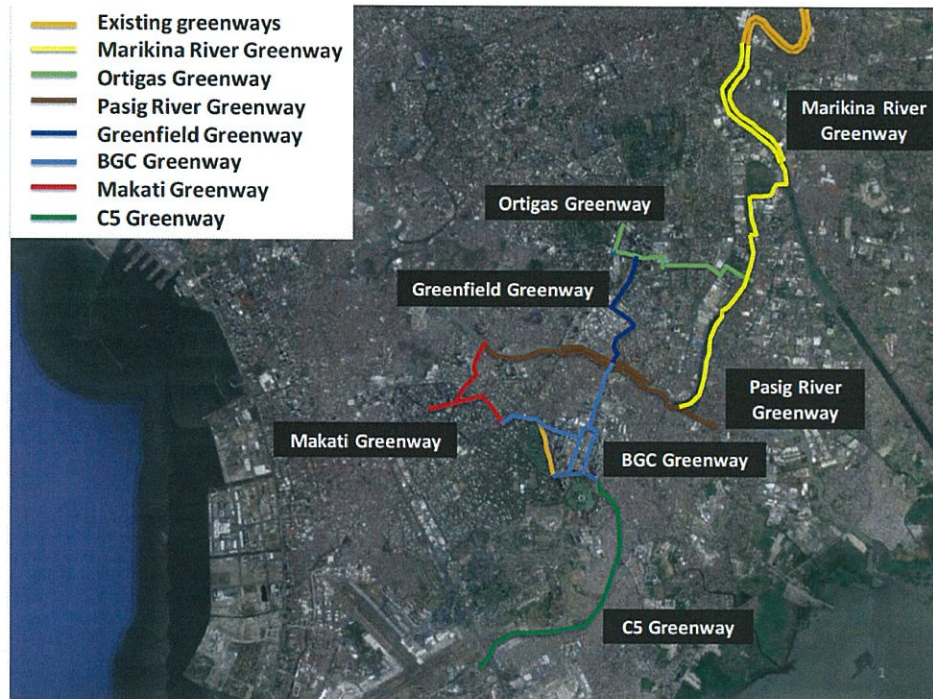 Existing greenways
Marikina River Greenway
Ortigas Greenway
Pasig River Greenway
Greenfield Greenway
BGC Greenway
Makati Greenway
C5 Greenway
Marikina River
Greenway
Ortigas Greenway
Greenfield Greenway
Pasig River
Greenway
Makati Greenway
BGC Greenway
C5 Greenway
1